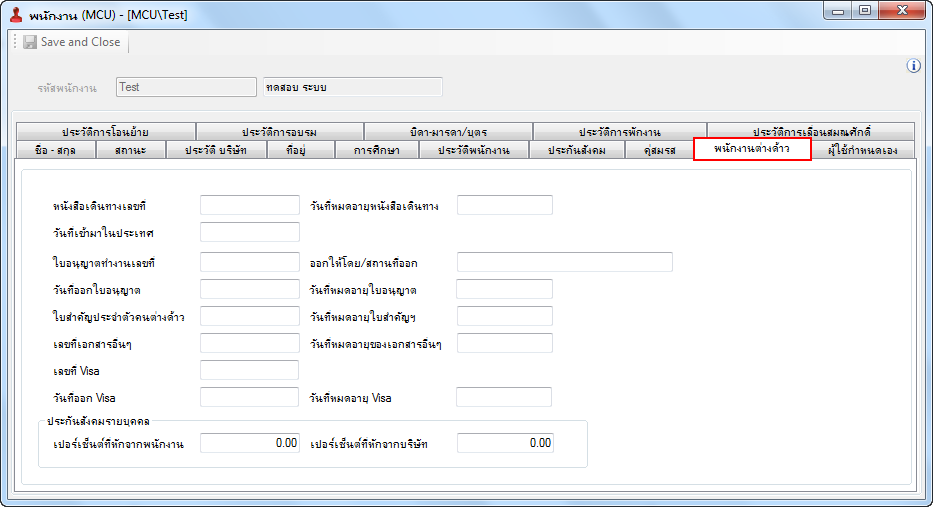 พนักงาน (MCU) - [MCU\Test]
Save and Close
รหัสพนักงาน Test ทดสอบ ระบบ
ประวัติการโอนย้าย ประวัติการอบรม บิดา-มารดา/บุตร ประวัติการพักงาน ประวัติการเลื่อนสมณศักดิ์
ชื่อ - สกุล สถานะ ประวัติ บริษัท ที่อยู่ การศึกษา ประวัติพนักงาน ประกันสังคม คู่สมรส พนักงานต่างด้าว ผู้ใช้กำหนดเอง
หนังสือเดินทางเลขที่ วันที่หมดอายุหนังสือเดินทาง
วันที่เข้ามาในประเทศ
ใบอนุญาตทำงานเลขที่ ออกให้โดย/สถานที่ออก
วันที่ออกใบอนุญาต วันที่หมดอายุใบอนุญาต
ใบสำคัญประจำตัวคนต่างด้าว วันที่หมดอายุใบสำคัญฯ
เลขที่เอกสารอื่นๆ วันที่หมดอายุของเอกสารอื่นๆ
เลขที่ Visa
วันที่ออก Visa วันที่หมดอายุ Visa
ประกันสังคมรายบุคคล
เปอร์เซ็นต์ที่หักจากพนักงาน 0.00 เปอร์เซ็นต์ที่หักจากบริษัท 0.00